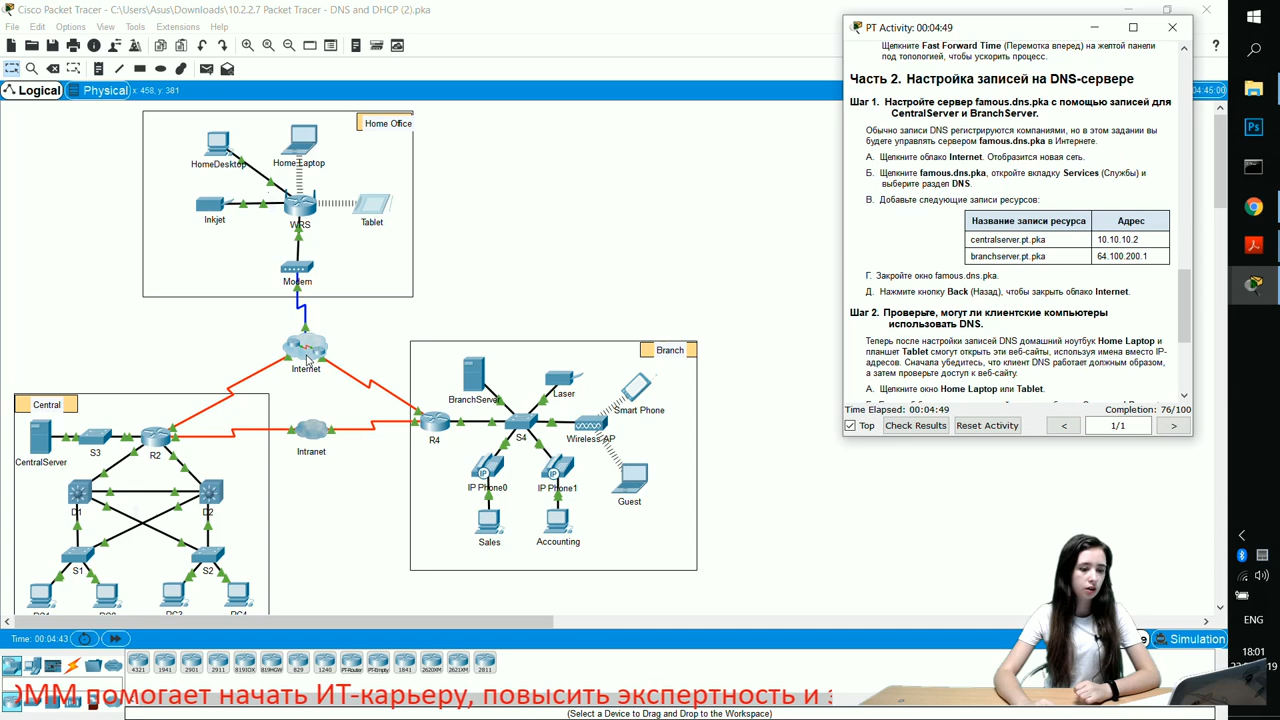 Cisco Packet Tracer - C:\Users\Asus\Downloads\10.2.2.7 Packet Tracer - DNS and DHCP (2).pka
File Edit Options View Tools Extensions Help
Logical
Physical
x: 458, y: 381
Home Office
HomeDesktop
Home Laptop
Inkjet
WRS
Tablet
Modem
Internet
Branch
BranchServer
Laser
Smart Phone
R4
S4
Wireless AP
IP Phone0
IP Phone1
Guest
Sales
Accounting
Intranet
Central
CentralServer
S3
R2
D1
D2
S1
S2
PT Activity: 00:04:49
Щелкните Fast Forward Time (Перемотка вперед) на желтой панели
под топологией, чтобы ускорить процесс.
Часть 2. Настройка записей на DNS-сервере
Шаг 1. Настройте сервер famous.dns.pka с помощью записей для
CentralServer и BranchServer.
Обычно записи DNS регистрируются компаниями, но в этом задании вы
будете управлять сервером famous.dns.pka в Интернете.
А. Щелкните облако Internet. Отобразится новая сеть.
Б. Щелкните famous.dns.pka, откройте вкладку Services (Службы) и
выберите раздел DNS.
В. Добавьте следующие записи ресурсов:
Название записи ресурса Адрес
centralserver.pt.pka 10.10.10.2
branchserver.pt.pka 64.100.200.1
Г. Закройте окно famous.dns.pka.
Д. Нажмите кнопку Back (Назад), чтобы закрыть облако Internet.
Шаг 2. Проверьте, могут ли клиентские компьютеры
использовать DNS.
Теперь после настройки записей DNS домашний ноутбук Home Laptop и
планшет Tablet смогут открыть эти веб-сайты, используя имена вместо IP-
адресов. Сначала убедитесь, что клиент DNS работает должным образом,
а затем проверьте доступ к веб-сайту.
А. Щелкните окно Home Laptop или Tablet.
Time Elapsed: 00:04:49 Completion: 76/100
Top Check Results Reset Activity < 1/1 >
:45:00
Time: 00:04:43
Simulation
4321 1941 2901 2911 819IOX 819HGW 829 1240 PT-Router PT-Empty 1841 2620XM 2621XM 2811
помогает начать ИТ-карьеру, повысить экспертность и
(Select a Device to Drag and Drop to the Workspace)
Ps
ENG
18:01